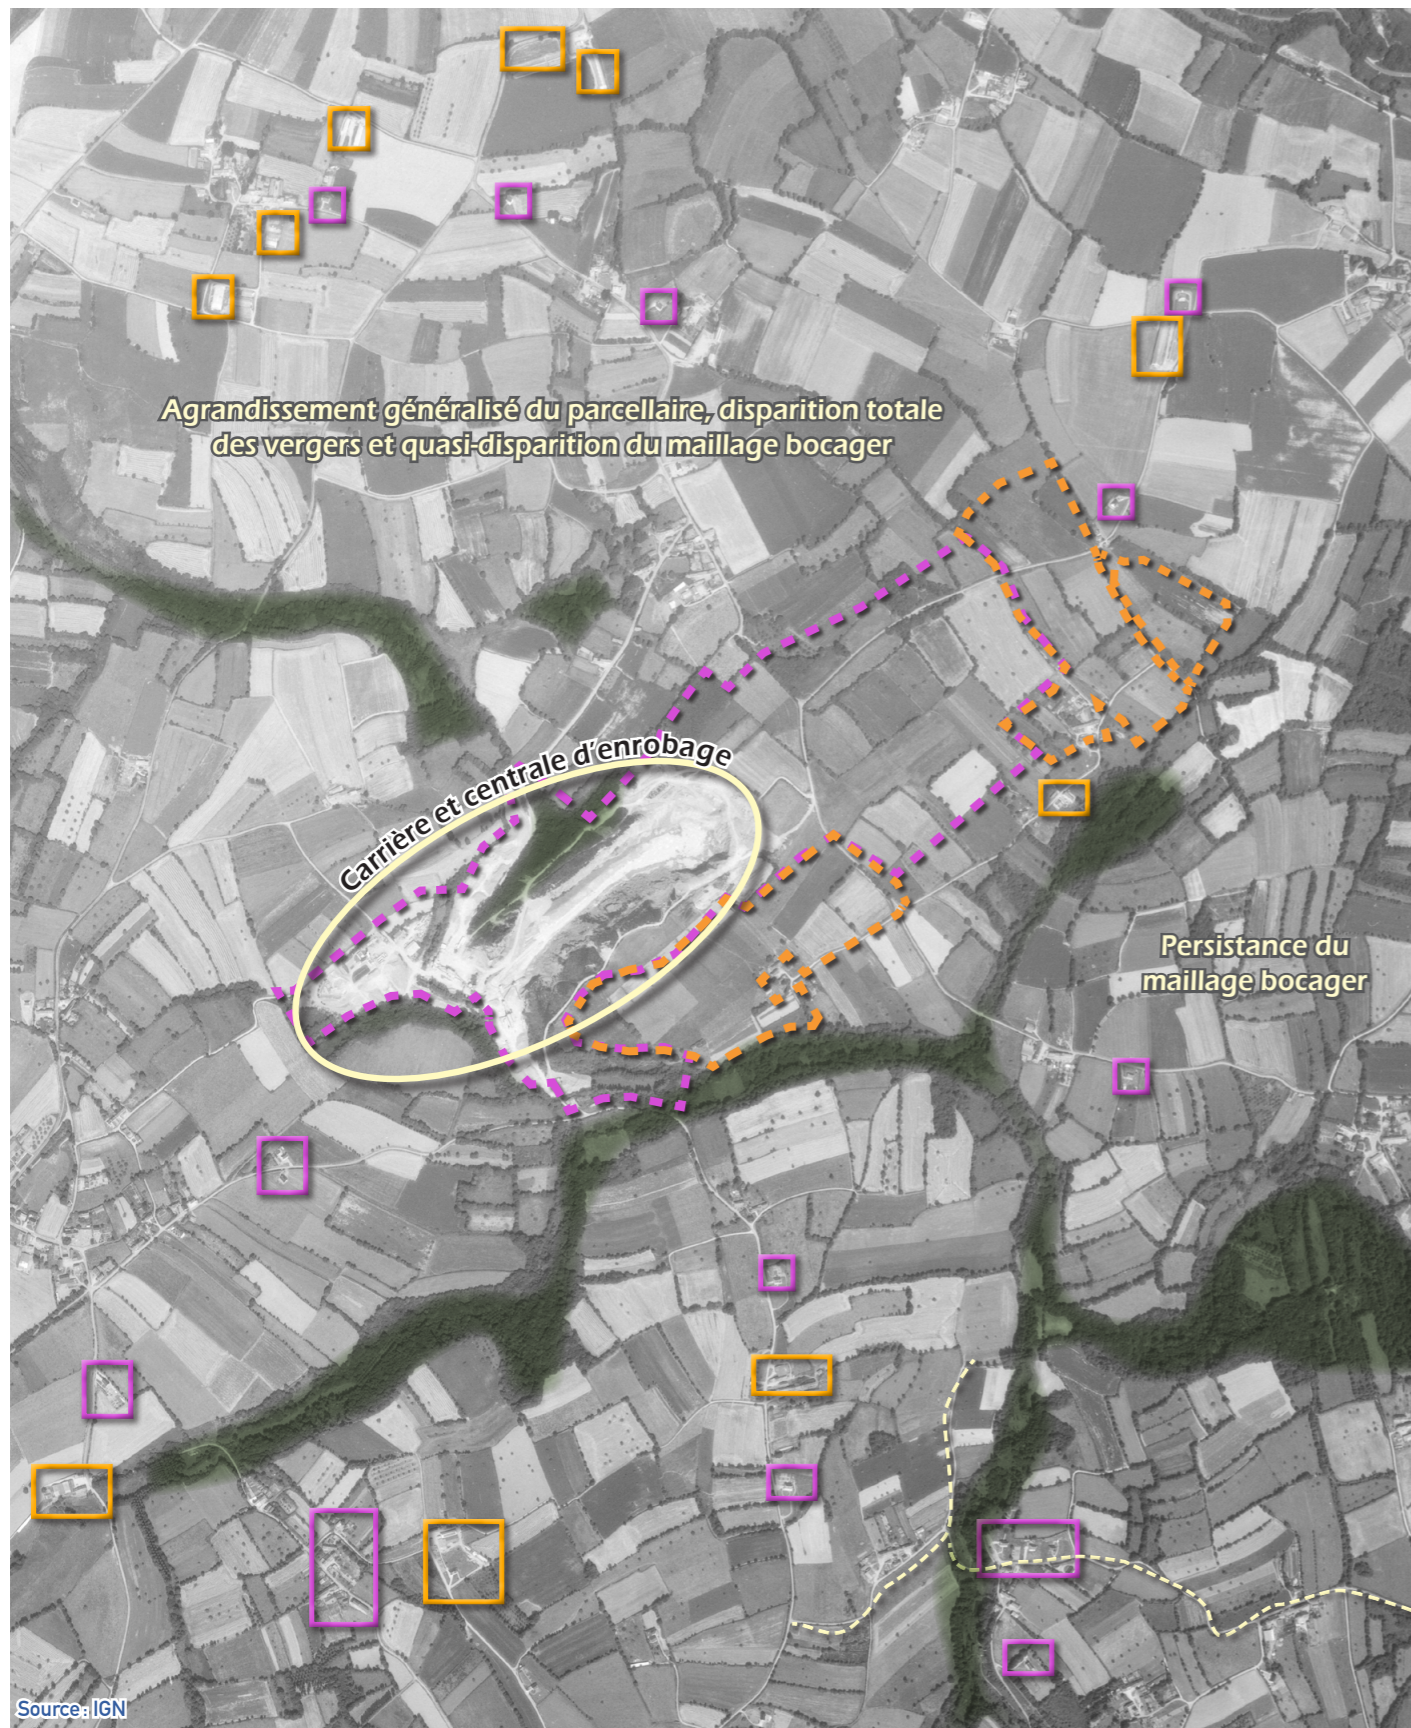 Agrandissement généralisé du parcellaire, disparition totale
des vergers et quasi-disparition du maillage bocager
Carrière et centrale d'enrobage
Persistance du
maillage bocager
Source : IGN